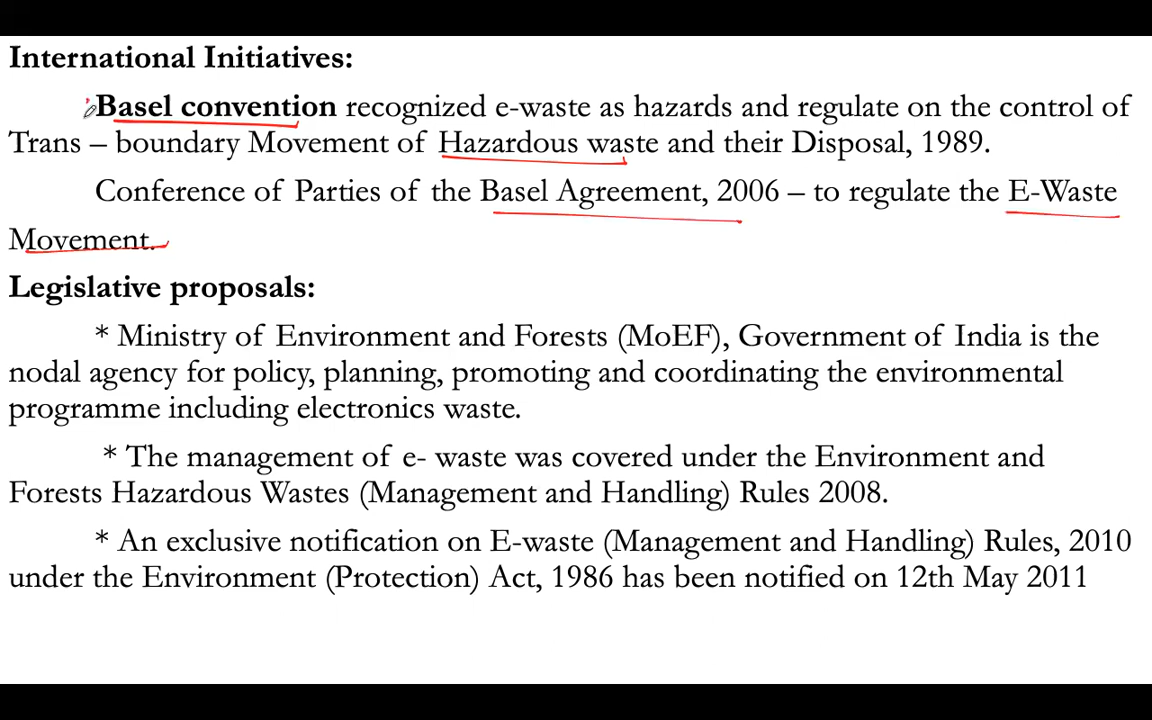 International Initiatives:
Basel convention recognized e-waste as hazards and regulate on the control of
Trans – boundary Movement of Hazardous waste and their Disposal, 1989.
Conference of Parties of the Basel Agreement, 2006 – to regulate the E-Waste
Movement.
Legislative proposals:
* Ministry of Environment and Forests (MoEF), Government of India is the
nodal agency for policy, planning, promoting and coordinating the environmental
programme including electronics waste.
* The management of e- waste was covered under the Environment and
Forests Hazardous Wastes (Management and Handling) Rules 2008.
* An exclusive notification on E-waste (Management and Handling) Rules, 2010
under the Environment (Protection) Act, 1986 has been notified on 12th May 2011